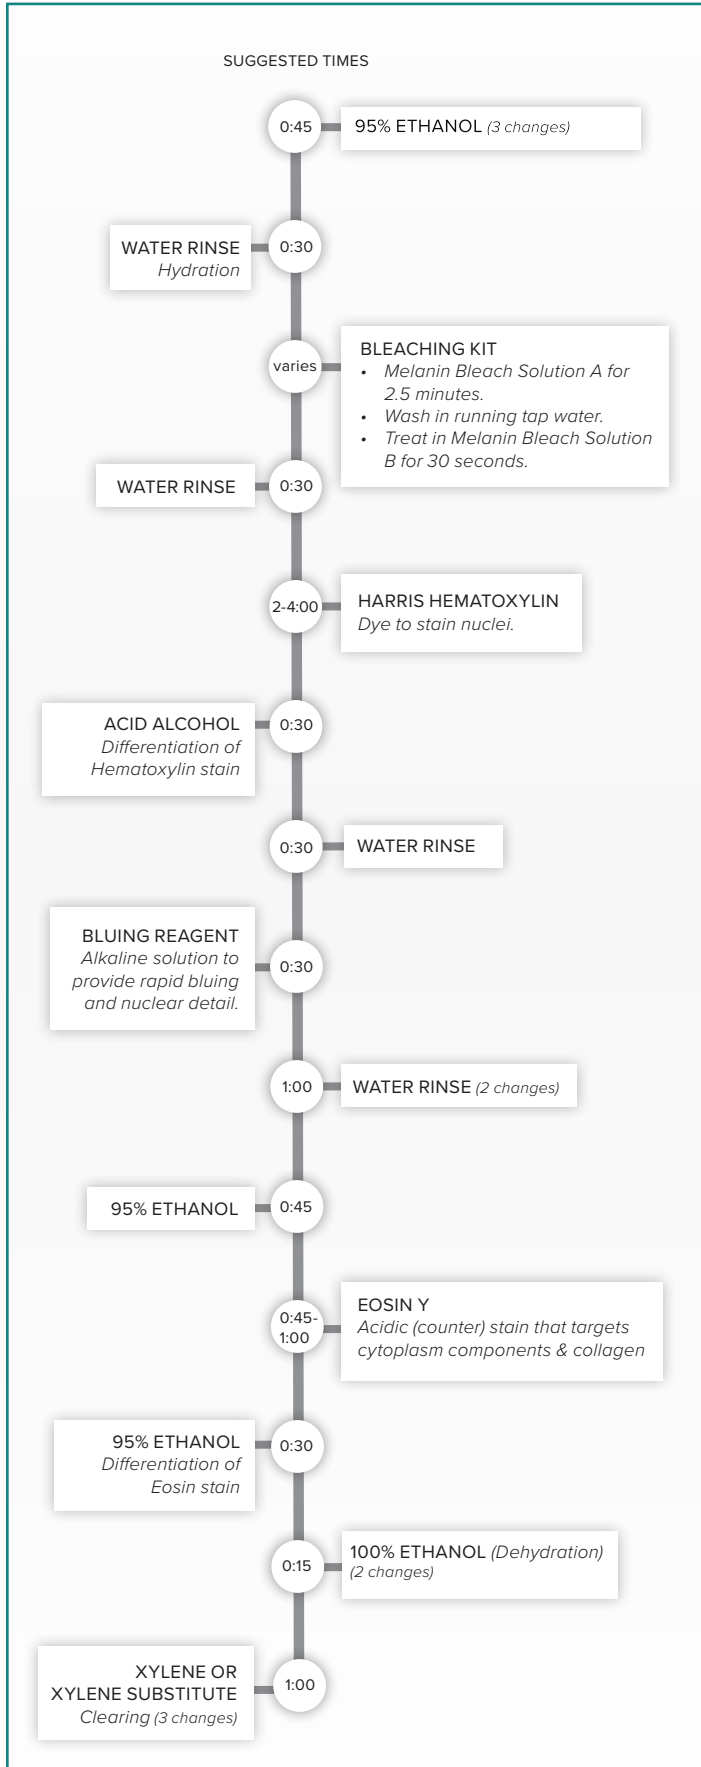 SUGGESTED TIMES
0:45
95% ETHANOL (3 changes)
WATER RINSE
Hydration
0:30
varies
BLEACHING KIT
• Melanin Bleach Solution A for
2.5 minutes.
• Wash in running tap water.
• Treat in Melanin Bleach Solution
B for 30 seconds.
WATER RINSE
0:30
2-4:00
HARRIS HEMATOXYLIN
Dye to stain nuclei.
ACID ALCOHOL
Differentiation of
Hematoxylin stain
0:30
0:30
WATER RINSE
BLUING REAGENT
Alkaline solution to
provide rapid bluing
and nuclear detail.
0:30
1:00
WATER RINSE (2 changes)
95% ETHANOL
0:45
0:45-
1:00
EOSIN Y
Acidic (counter) stain that targets
cytoplasm components & collagen
95% ETHANOL
Differentiation of
Eosin stain
0:30
0:15
100% ETHANOL (Dehydration)
(2 changes)
XYLENE OR
XYLENE SUBSTITUTE
Clearing (3 changes)
1:00